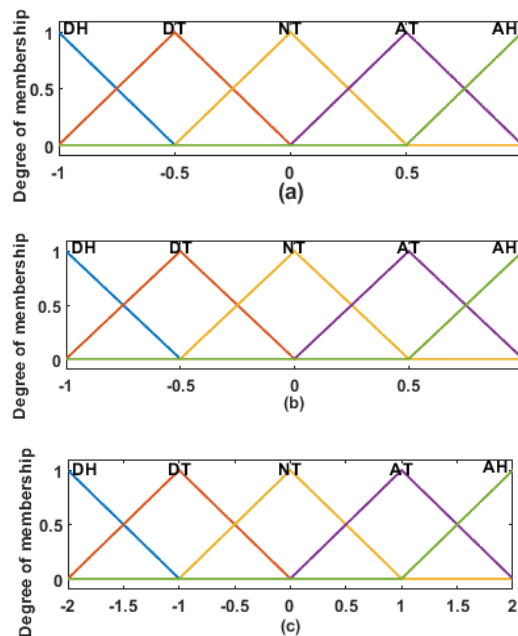 DH DT NT AT AH
1
0.5
0
Degree of membership
-1 -0.5 0 0.5
(a)
DH DT NT AT AH
1
0.5
0
Degree of membership
-1 -0.5 0 0.5
(b)
DH DT NT AT AH
1
0.5
0
Degree of membership
-2 -1.5 -1 -0.5 0 0.5 1 1.5 2
(c)